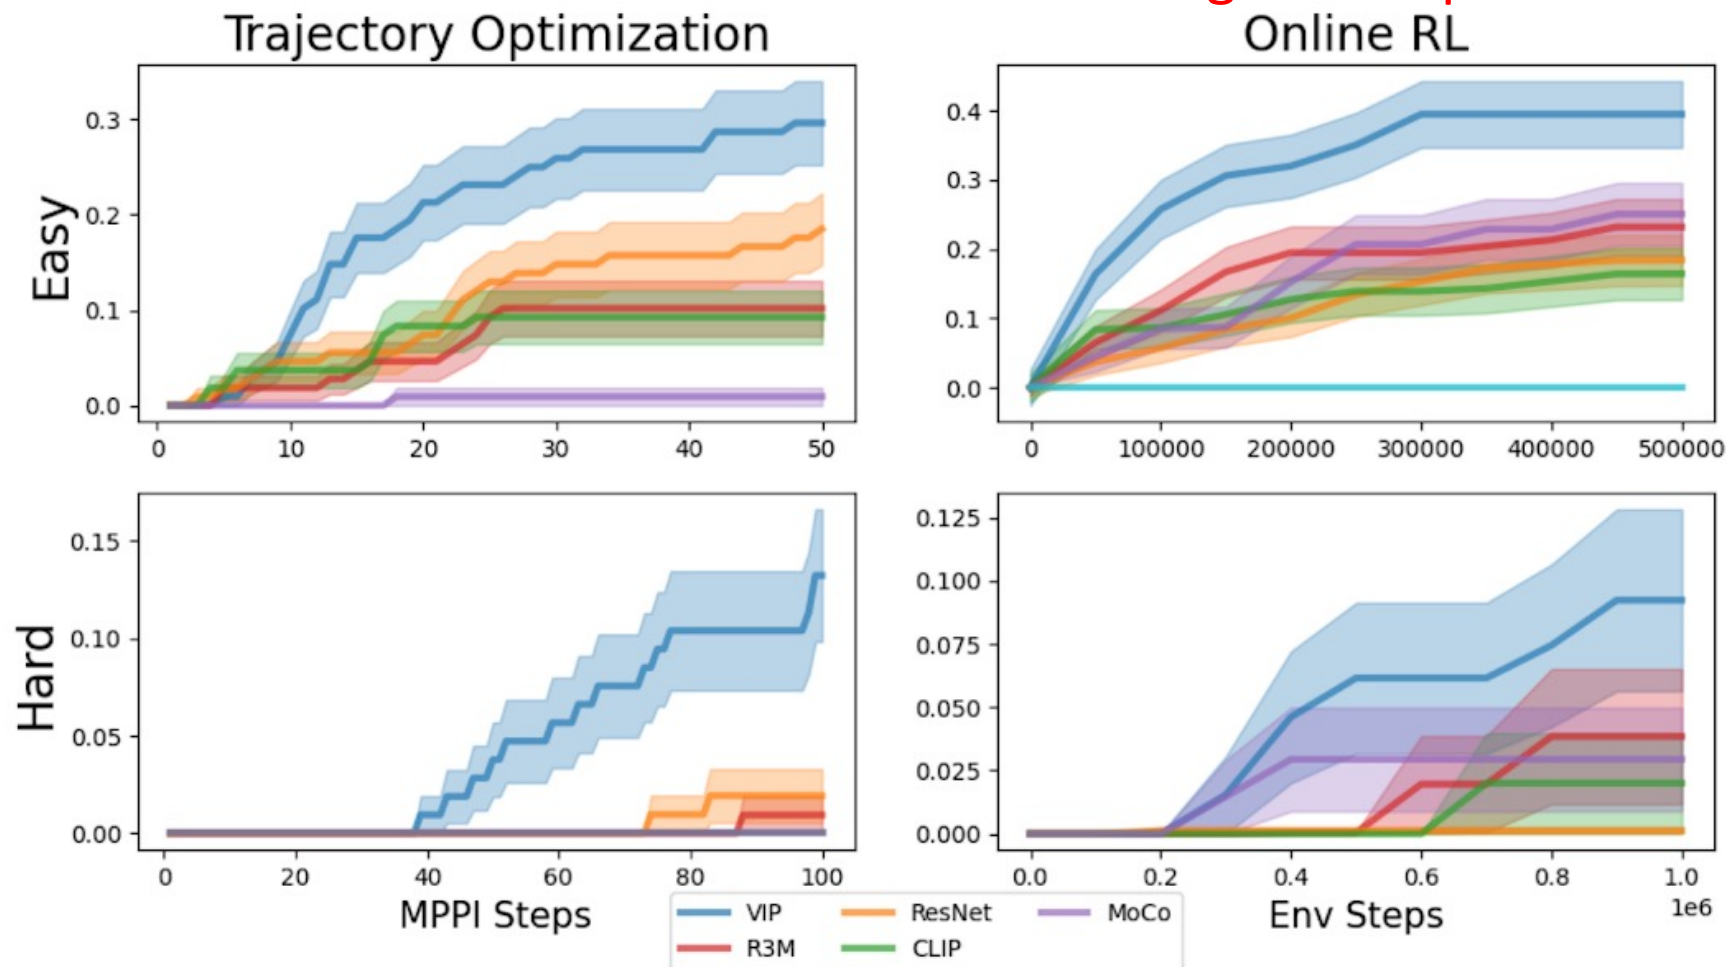 Trajectory Optimization
Online RL
Easy
0.3
0.2
0.1
0.0
0 10 20 30 40 50
0.4
0.3
0.2
0.1
0.0
0 100000 200000 300000 400000 500000
Hard
0.15
0.10
0.05
0.00
0 20 40 60 80 100
MPPI Steps
0.125
0.100
0.075
0.050
0.025
0.000
0.0 0.2 0.4 0.6 0.8 1.0
1e6
Env Steps
VIP ResNet MoCo
R3M CLIP